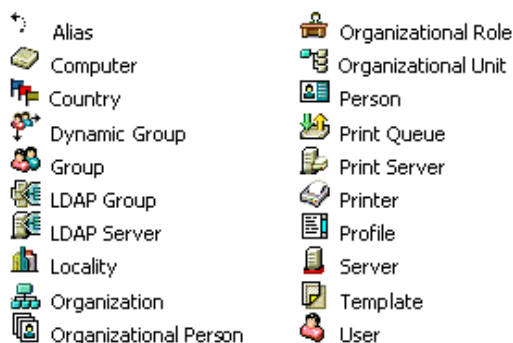 Alias
Computer
Country
Dynamic Group
Group
LDAP Group
LDAP Server
Locality
Organization
Organizational Person
Organizational Role
Organizational Unit
Person
Print Queue
Print Server
Printer
Profile
Server
Template
User